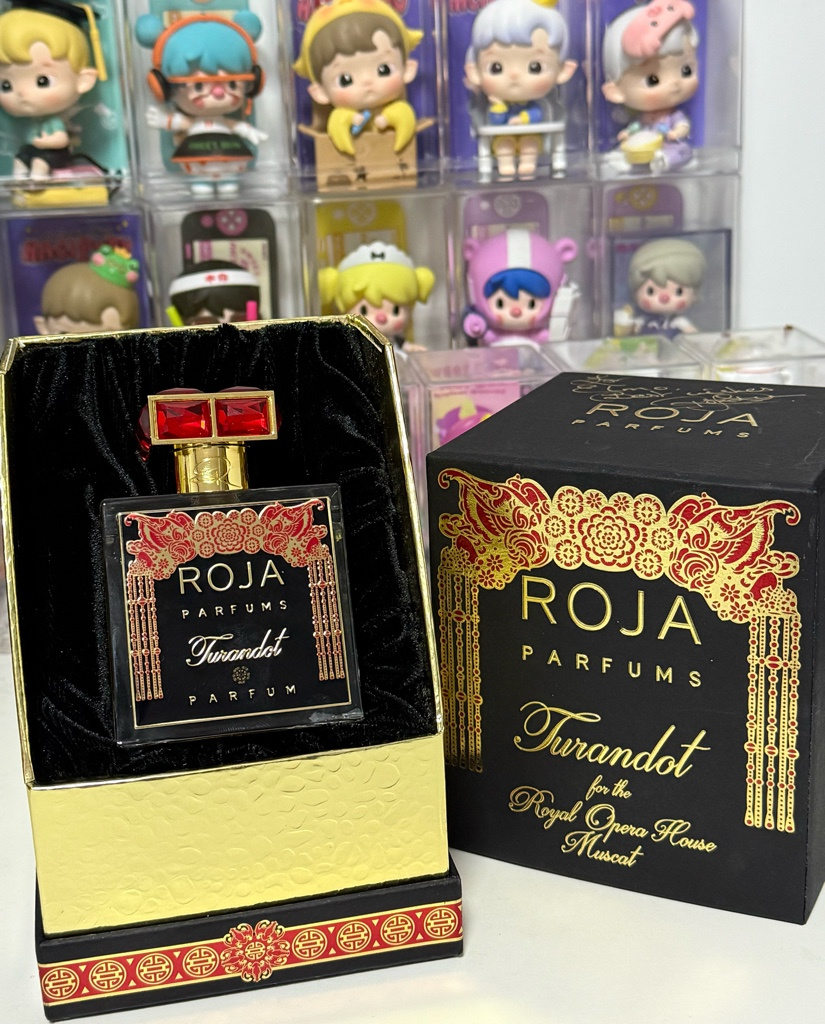 ROJA
PARFUMS
Turandot
PARFUM
ROJA
PARFUMS
ROJA
PARFUMS
Turandot
for the
Royal Opera House
Muscat